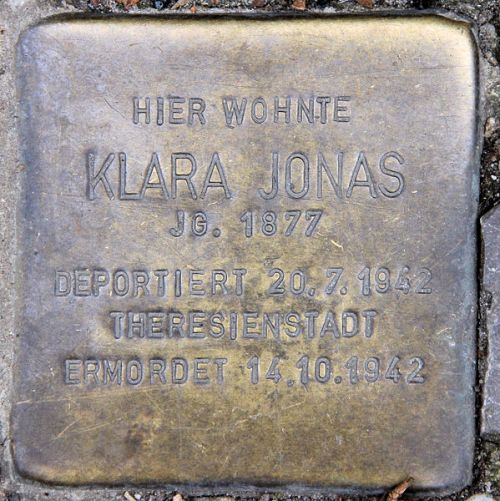 HIER WOHNTE
KLARA JONAS
JG. 1877
DEPORTIERT 20.7.1942
THERESIENSTADT
ERMORDET 14.10.1942